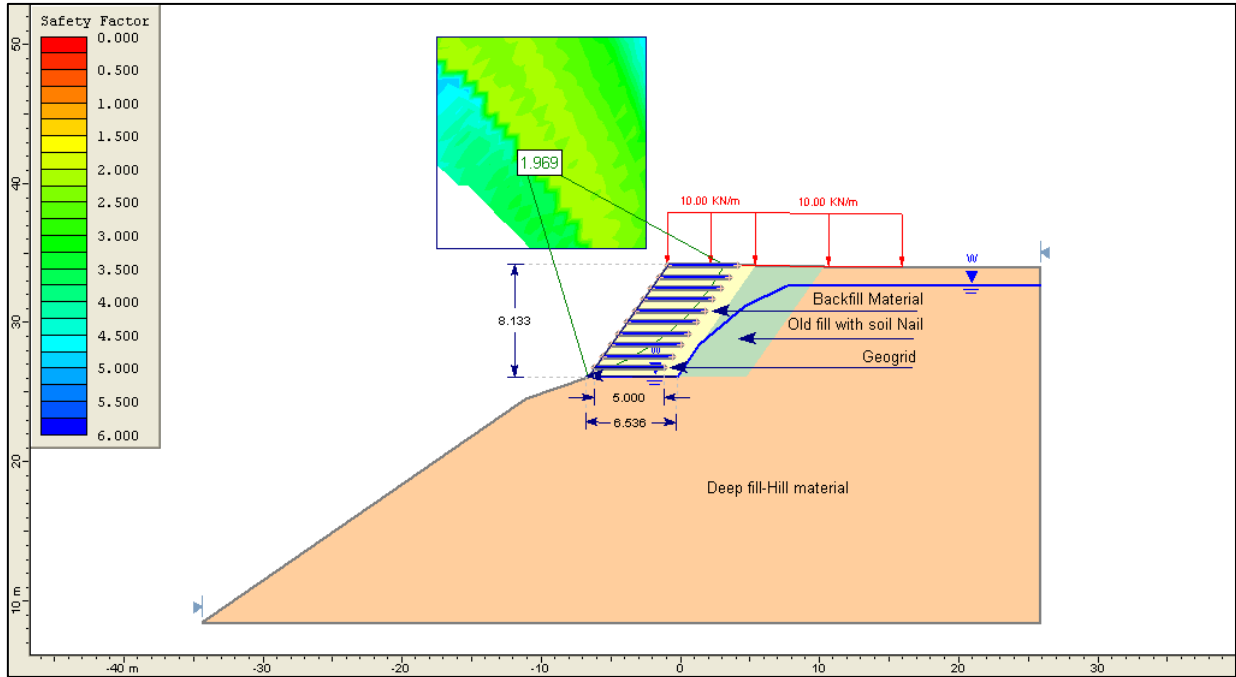 Safety Factor
0.000
0.500
1.000
1.500
2.000
2.500
3.000
3.500
4.000
4.500
5.000
5.500
6.000
50
40
30
20
10
m
1.969
10.00 KN/m
10.00 KN/m
W
8.133
Backfill Material
Old fill with soil Nail
W
Geogrid
5.000
6.536
Deep fill-Hill material
-40 m
-30
-20
-10
0
10
20
30